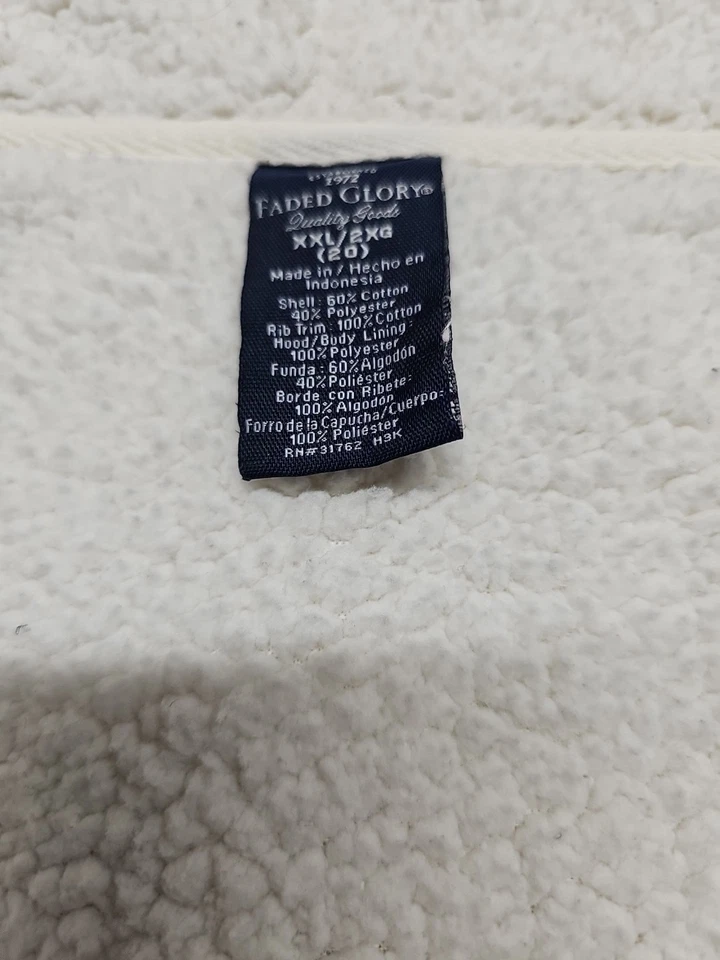 1972
FADED GLORY®
Quality Goods
XXL/2XG
(20)
Made in / Hecho en
Indonesia
Shell: 60% Cotton
40% Polyester
Rib Trim: 100% Cotton
Hood/Body Lining:
100% Polyester
Funda: 60% Algodón
40% Poliéster
Borde con Ribete:
100% Algodon
Forro de la Capucha/Cuerpo:
100% Poliéster
RN#31762 H3K